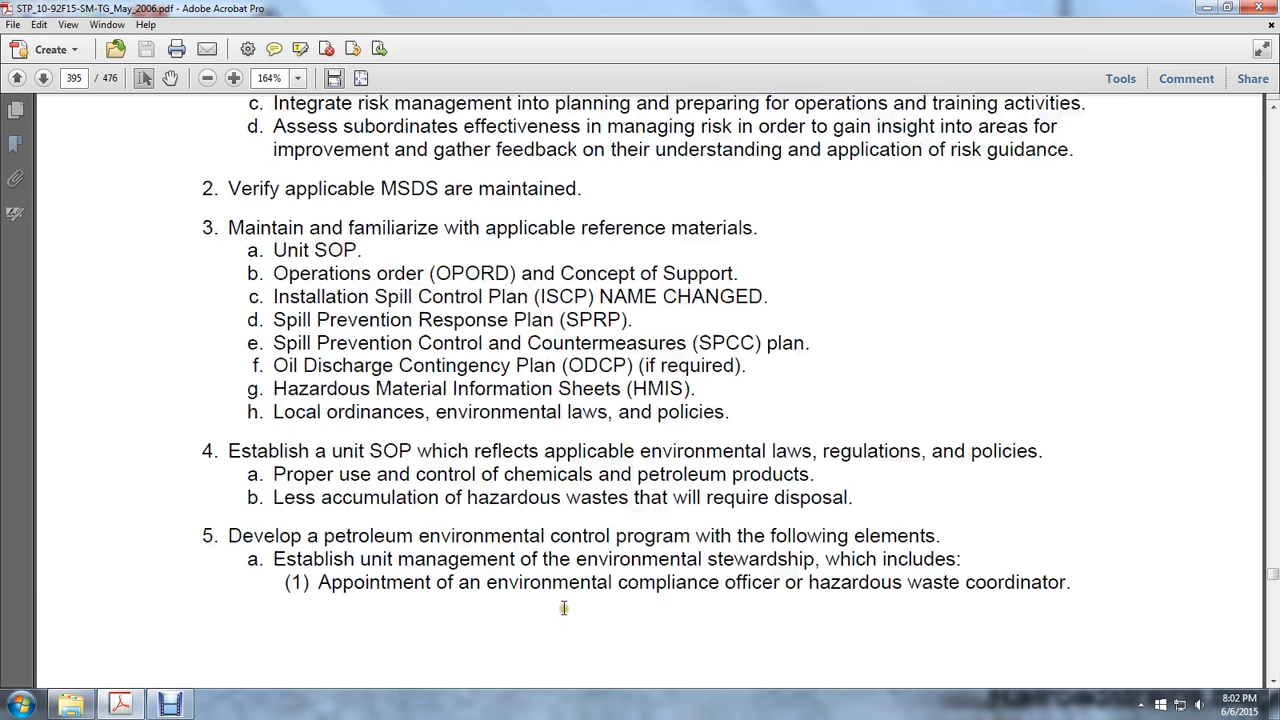 STP_10-92F15-SM-TG_May_2006.pdf - Adobe Acrobat Pro
File Edit View Window Help
Create
395 / 476 164% Tools Comment Share
c. Integrate risk management into planning and preparing for operations and training activities.
d. Assess subordinates effectiveness in managing risk in order to gain insight into areas for
improvement and gather feedback on their understanding and application of risk guidance.
2. Verify applicable MSDS are maintained.
3. Maintain and familiarize with applicable reference materials.
a. Unit SOP.
b. Operations order (OPORD) and Concept of Support.
c. Installation Spill Control Plan (ISCP) NAME CHANGED.
d. Spill Prevention Response Plan (SPRP).
e. Spill Prevention Control and Countermeasures (SPCC) plan.
f. Oil Discharge Contingency Plan (ODCP) (if required).
g. Hazardous Material Information Sheets (HMIS).
h. Local ordinances, environmental laws, and policies.
4. Establish a unit SOP which reflects applicable environmental laws, regulations, and policies.
a. Proper use and control of chemicals and petroleum products.
b. Less accumulation of hazardous wastes that will require disposal.
5. Develop a petroleum environmental control program with the following elements.
a. Establish unit management of the environmental stewardship, which includes:
(1) Appointment of an environmental compliance officer or hazardous waste coordinator.
8:02 PM
6/6/2015